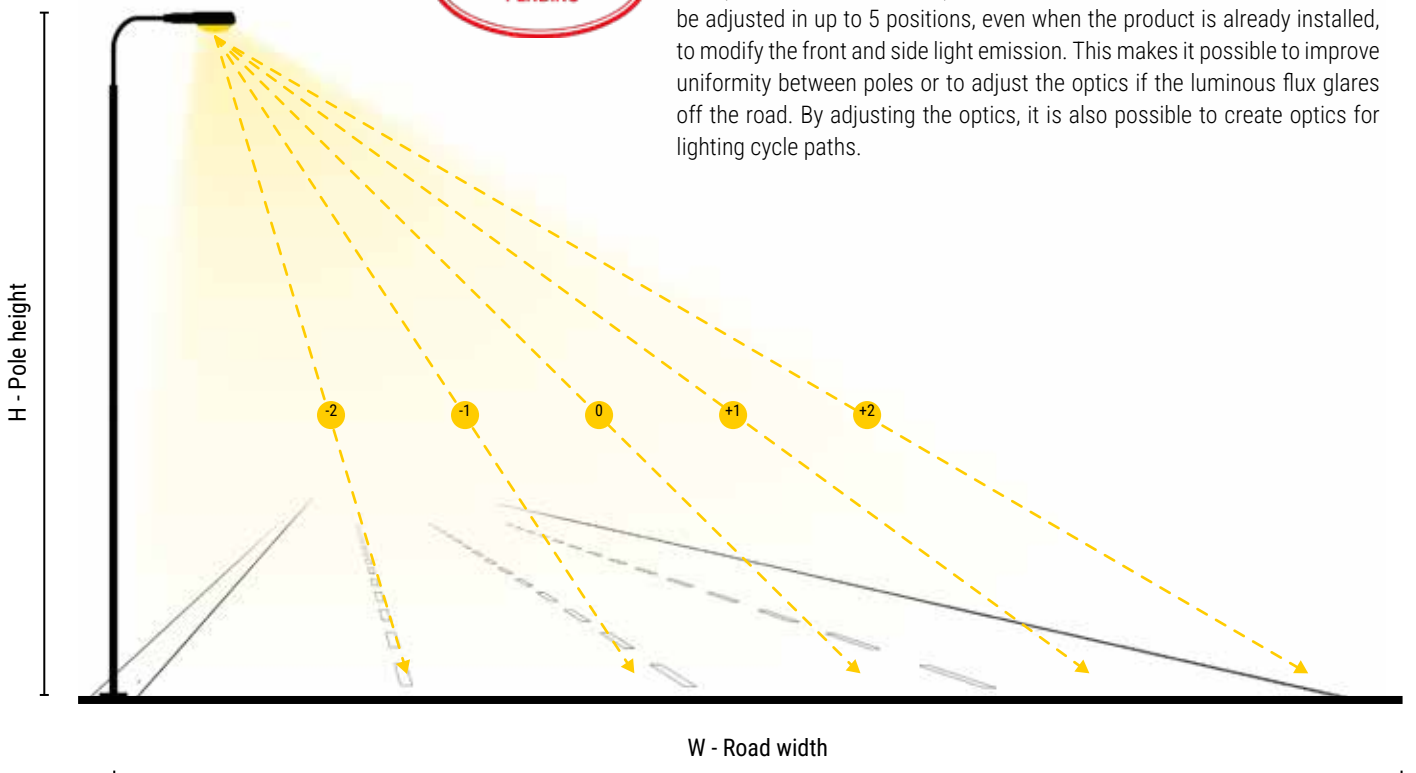 PENDING
be adjusted in up to 5 positions, even when the product is already installed,
to modify the front and side light emission. This makes it possible to improve
uniformity between poles or to adjust the optics if the luminous flux glares
off the road. By adjusting the optics, it is also possible to create optics for
lighting cycle paths.
H - Pole height
-2
-1
0
+1
+2
W - Road width